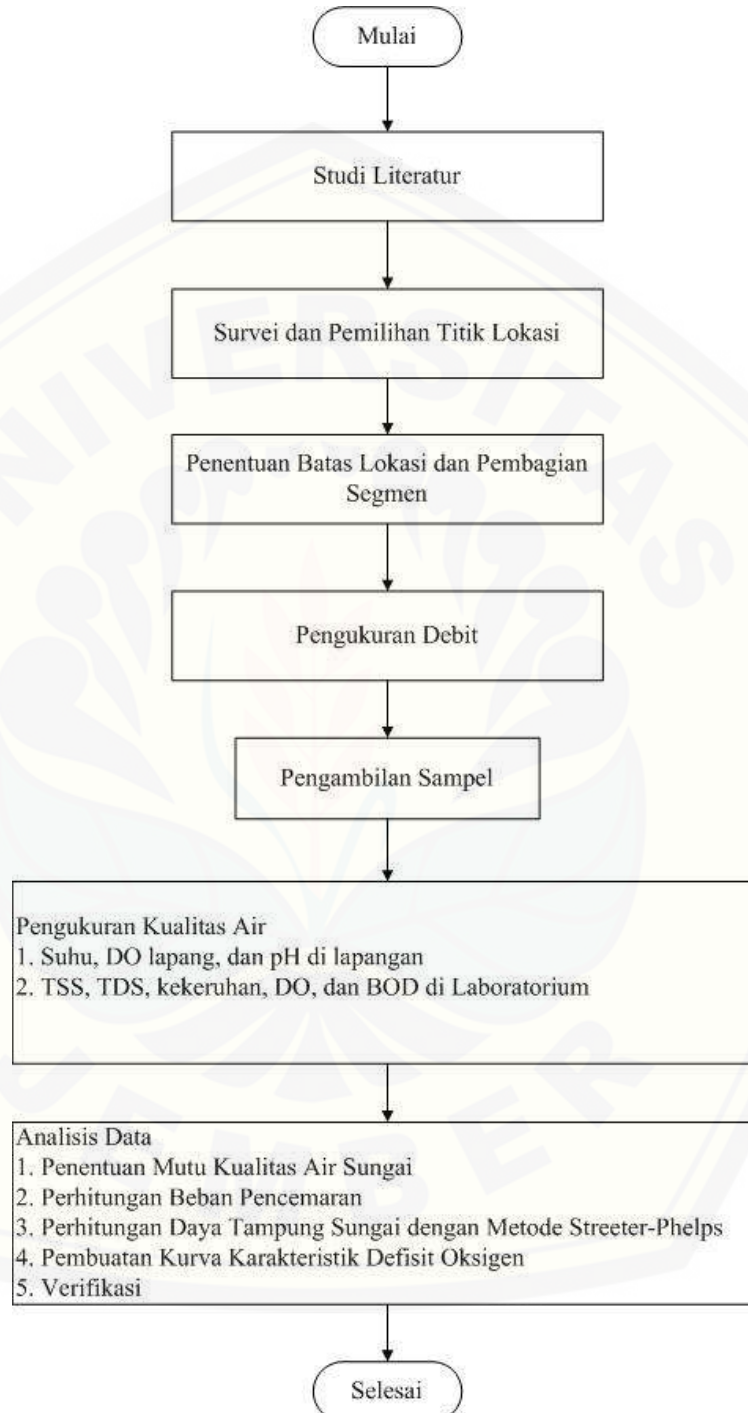 Mulai
Studi Literatur
UNIVERSITAS
Survei dan Pemilihan Titik Lokasi
Penentuan Batas Lokasi dan Pembagian
Segmen
Pengukuran Debit
Pengambilan Sampel
Pengukuran Kualitas Air
1. Suhu, DO lapang, dan pH di lapangan
2. TSS, TDS, kekeruhan, DO, dan BOD di Laboratorium
JEMBER
Analisis Data
1. Penentuan Mutu Kualitas Air Sungai
2. Perhitungan Beban Pencemaran
3. Perhitungan Daya Tampung Sungai dengan Metode Streeter-Phelps
4. Pembuatan Kurva Karakteristik Defisit Oksigen
5. Verifikasi
Selesai